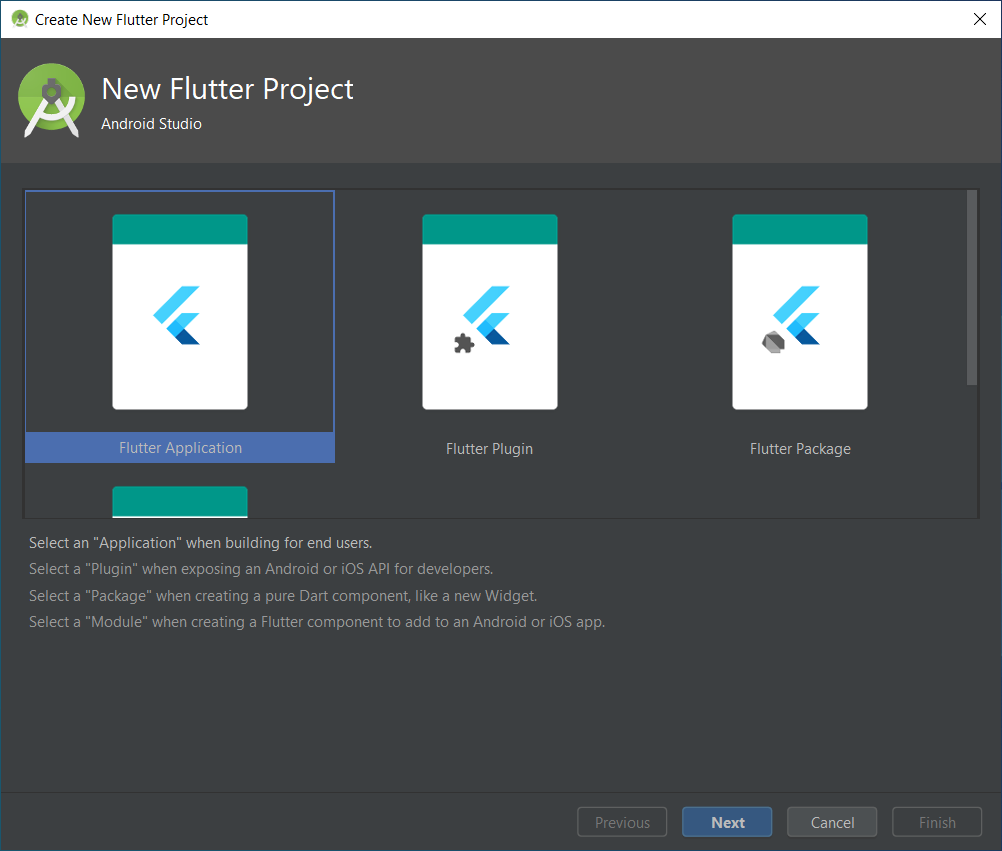 Create New Flutter Project
New Flutter Project
Android Studio
Flutter Application
Flutter Plugin
Flutter Package
Select an "Application" when building for end users.
Select a "Plugin" when exposing an Android or iOS API for developers.
Select a "Package" when creating a pure Dart component, like a new Widget.
Select a "Module" when creating a Flutter component to add to an Android or iOS app.
Previous
Next
Cancel
Finish